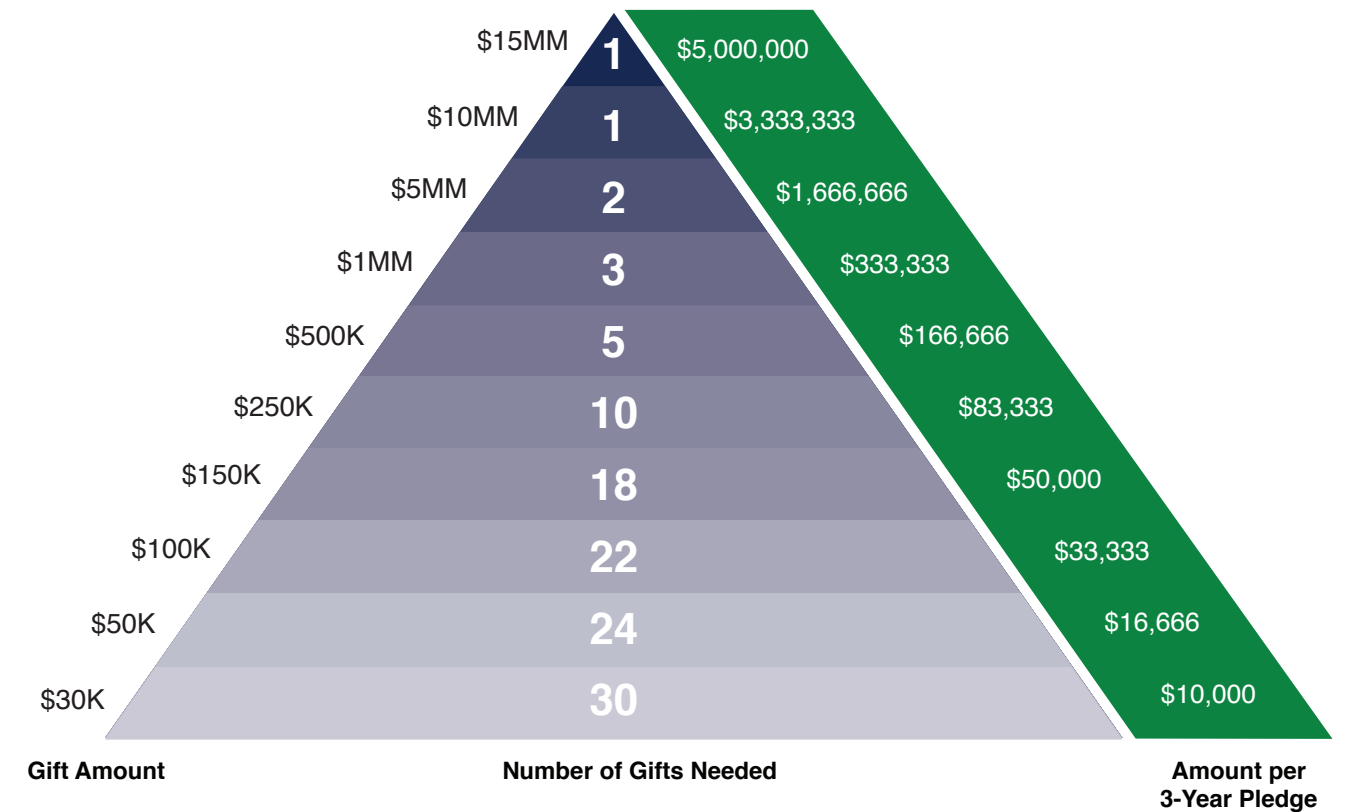 $15MM 1 $5,000,000
$10MM 1 $3,333,333
$5MM 2 $1,666,666
$1MM 3 $333,333
$500K 5 $166,666
$250K 10 $83,333
$150K 18 $50,000
$100K 22 $33,333
$50K 24 $16,666
$30K 30 $10,000
Gift Amount Number of Gifts Needed Amount per
3-Year Pledge